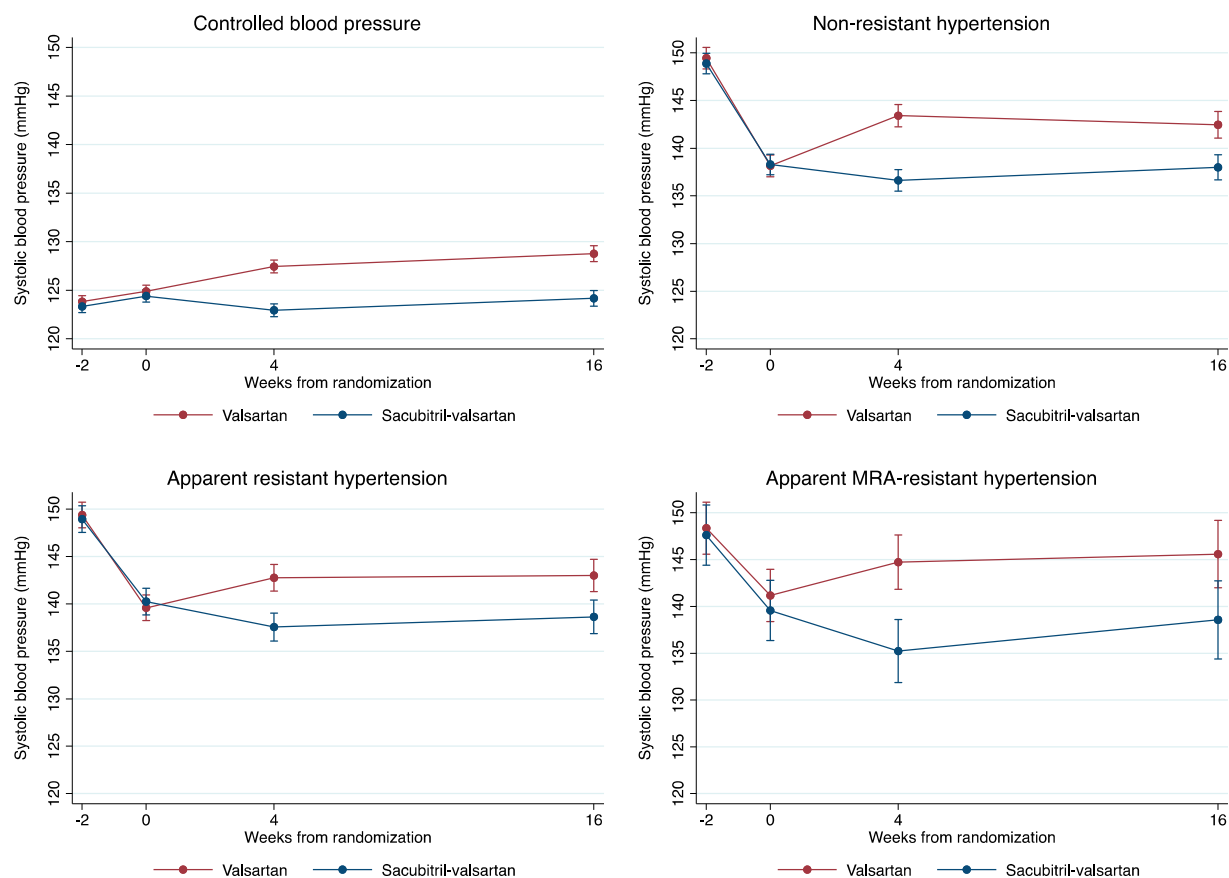 Controlled blood pressure
Systolic blood pressure (mmHg)
150
145
140
135
130
125
120
-2 0 4 16
Weeks from randomization
Valsartan Sacubitril-valsartan
Non-resistant hypertension
Systolic blood pressure (mmHg)
150
145
140
135
130
125
120
-2 0 4 16
Weeks from randomization
Valsartan Sacubitril-valsartan
Apparent resistant hypertension
Systolic blood pressure (mmHg)
150
145
140
135
130
125
120
-2 0 4 16
Weeks from randomization
Valsartan Sacubitril-valsartan
Apparent MRA-resistant hypertension
Systolic blood pressure (mmHg)
150
145
140
135
130
125
120
-2 0 4 16
Weeks from randomization
Valsartan Sacubitril-valsartan